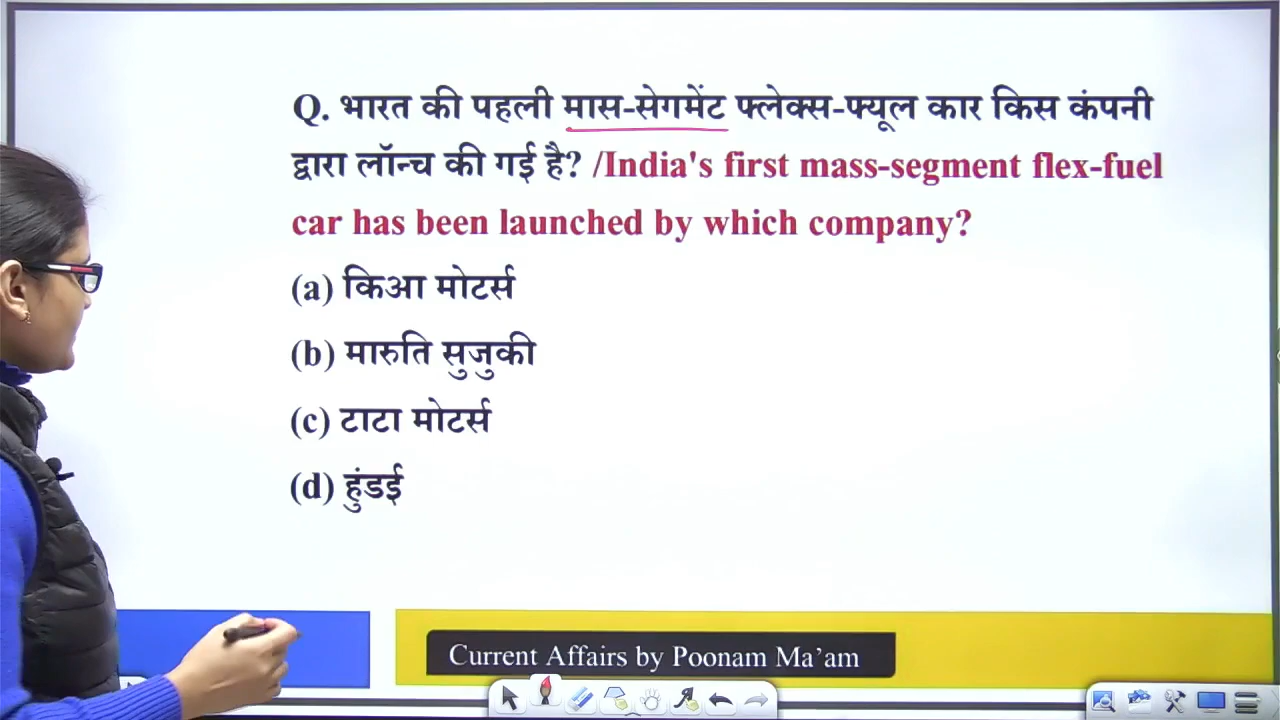 Q. भारत की पहली मास-सेगमेंट फ्लेक्स-फ्यूल कार किस कंपनी
द्वारा लॉन्च की गई है? /India's first mass-segment flex-fuel
car has been launched by which company?
(a) किआ मोटर्स
(b) मारुति सुजुकी
(c) टाटा मोटर्स
(d) हुंडई
Current Affairs by Poonam Ma’am